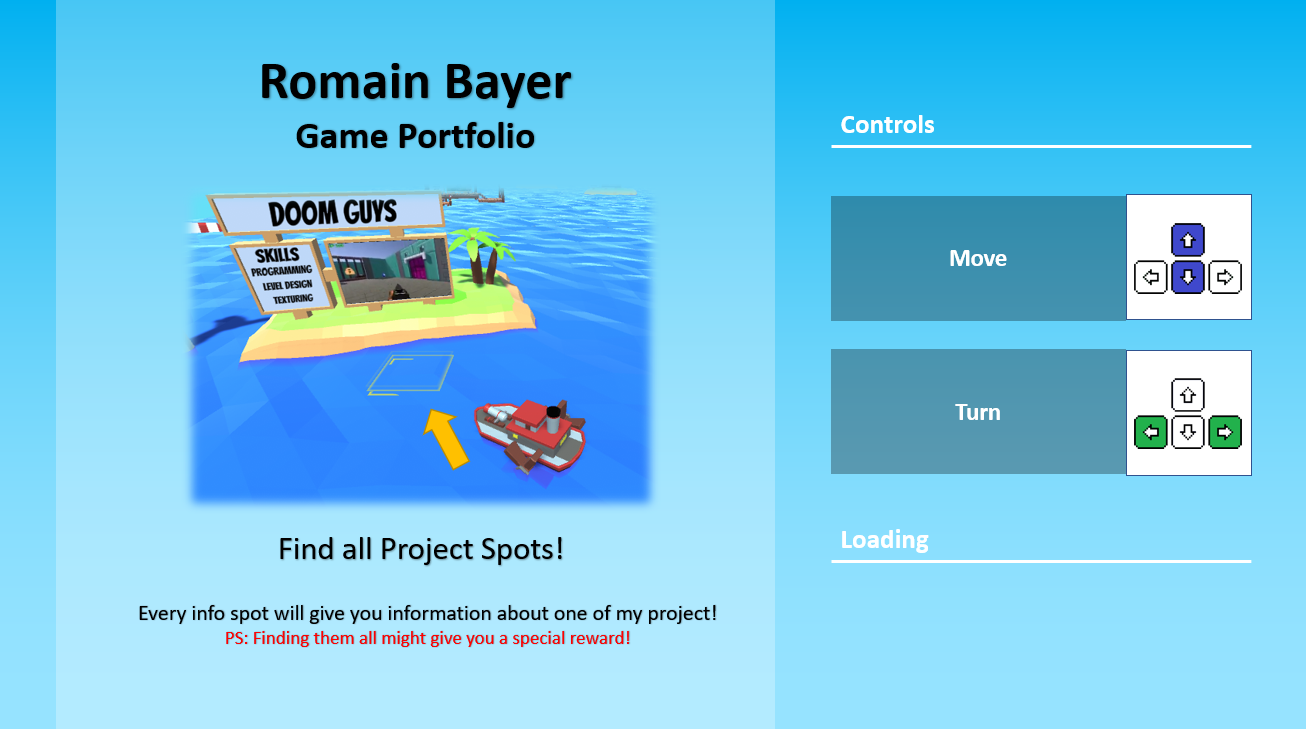 Romain Bayer
Game Portfolio
DOOM GUYS
SKILLS
PROGRAMMING
LEVEL DESIGN
TEXTURING
Find all Project Spots!
Every info spot will give you information about one of my project!
PS: Finding them all might give you a special reward!
Controls
Move
Turn
Loading